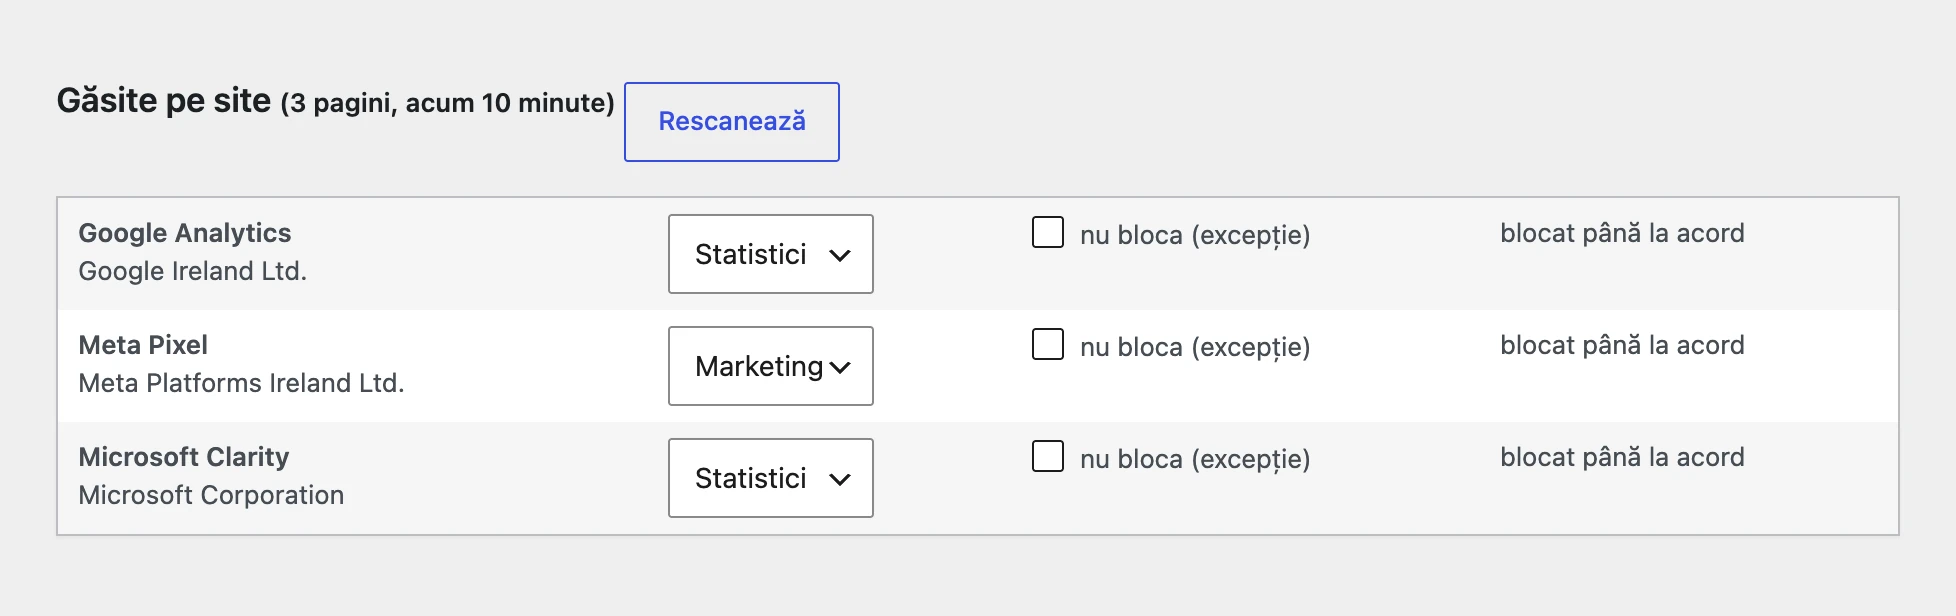 Găsite pe site (3 pagini, acum 10 minute) Rescanează
Google Analytics Statistici nu bloca (excepție) blocat până la acord
Google Ireland Ltd.
Meta Pixel Marketing nu bloca (excepție) blocat până la acord
Meta Platforms Ireland Ltd.
Microsoft Clarity Statistici nu bloca (excepție) blocat până la acord
Microsoft Corporation